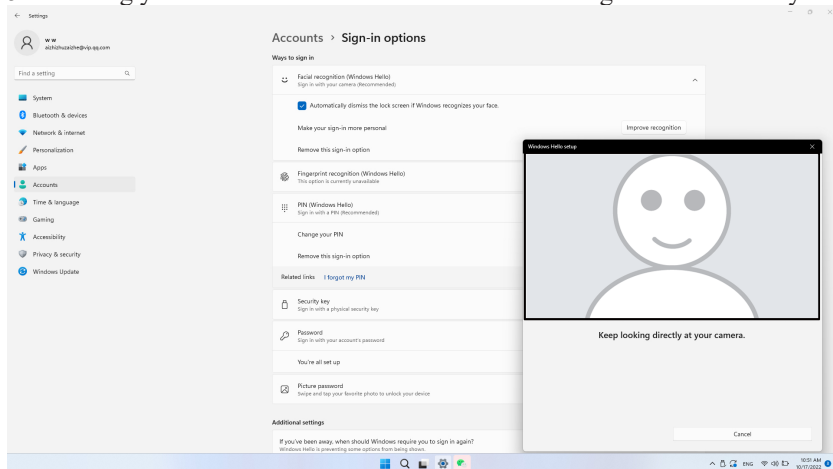 Settings
w w
aizhizhuzaizhe@vip.qq.com
Find a setting
System
Bluetooth & devices
Network & internet
Personalization
Apps
Accounts
Time & language
Gaming
Accessibility
Privacy & security
Windows Update
Accounts > Sign-in options
Ways to sign in
Facial recognition (Windows Hello)
Sign in with your camera (Recommended)
Automatically dismiss the lock screen if Windows recognizes your face.
Make your sign-in more personal
Improve recognition
Remove this sign-in option
Fingerprint recognition (Windows Hello)
This option is currently unavailable
PIN (Windows Hello)
Sign in with a PIN (Recommended)
Change your PIN
Remove this sign-in option
Related links I forgot my PIN
Security key
Sign in with a physical security key
Password
Sign in with your account's password
You're all set up
Picture password
Swipe and tap your favorite photo to unlock your device
Additional settings
If you've been away, when should Windows require you to sign in again?
Windows Hello is preventing some options from being shown.
Windows Hello setup
Keep looking directly at your camera.
Cancel
ENG
10:51 AM
10/17/2022